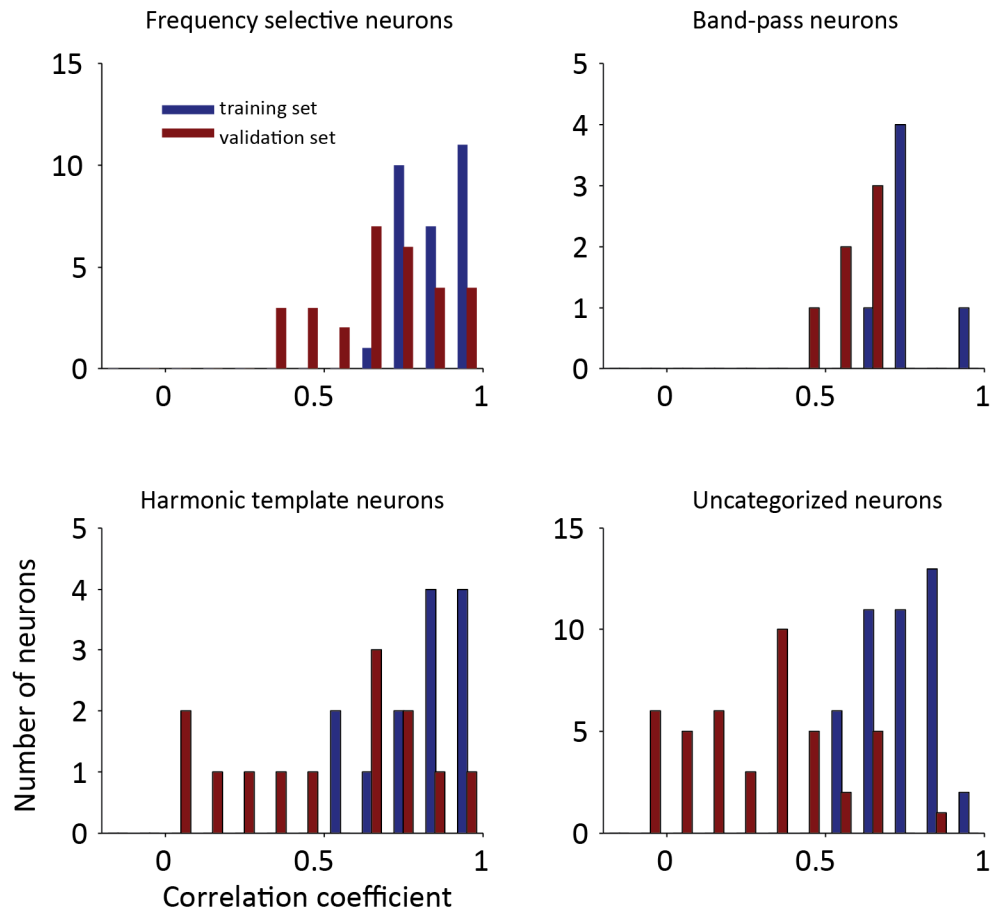 Frequency selective neurons
15
10
5
0
0 0.5 1
training set
validation set
Band-pass neurons
5
4
3
2
1
0
0 0.5 1
Harmonic template neurons
5
4
3
2
1
0
0 0.5 1
Number of neurons
Correlation coefficient
Uncategorized neurons
15
10
5
0
0 0.5 1